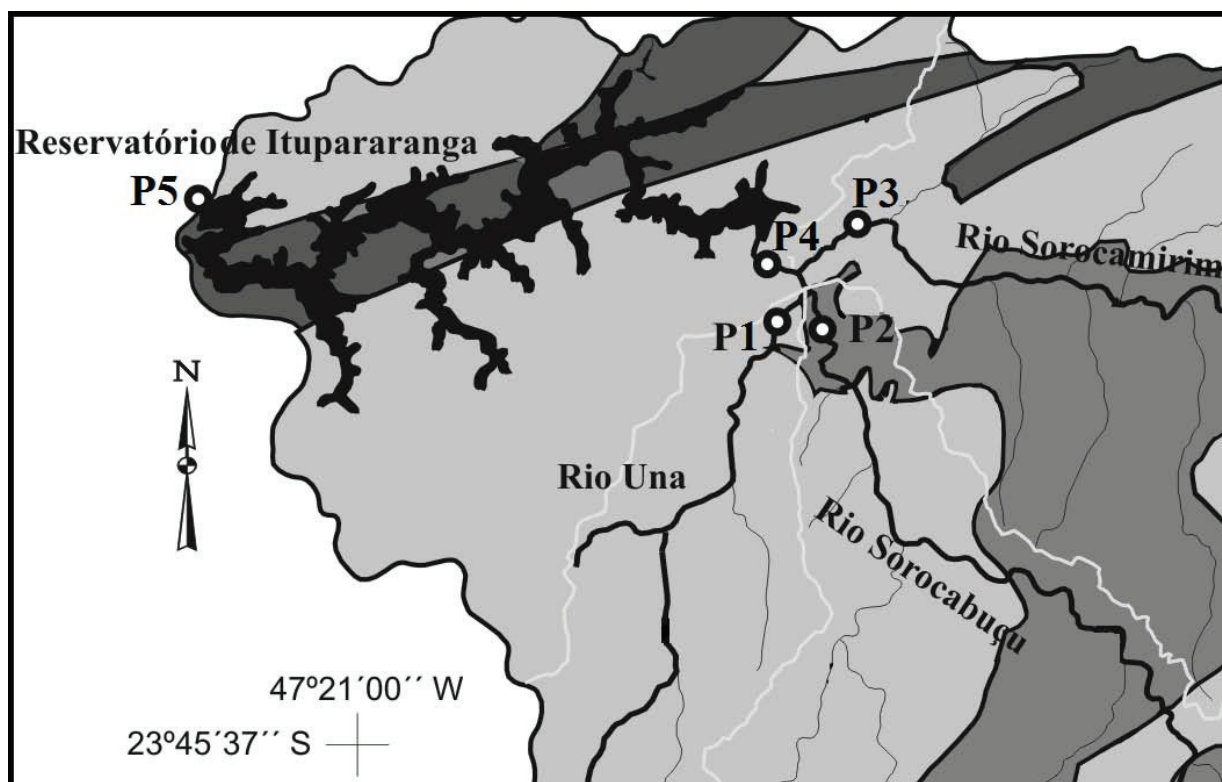 Reservatório de Itupararanga
P5
P3
Rio Sorocamirim
P4
P1
P2
N
Rio Una
Rio Sorocabuçu
47º21´00´´ W
23º45´37´´ S